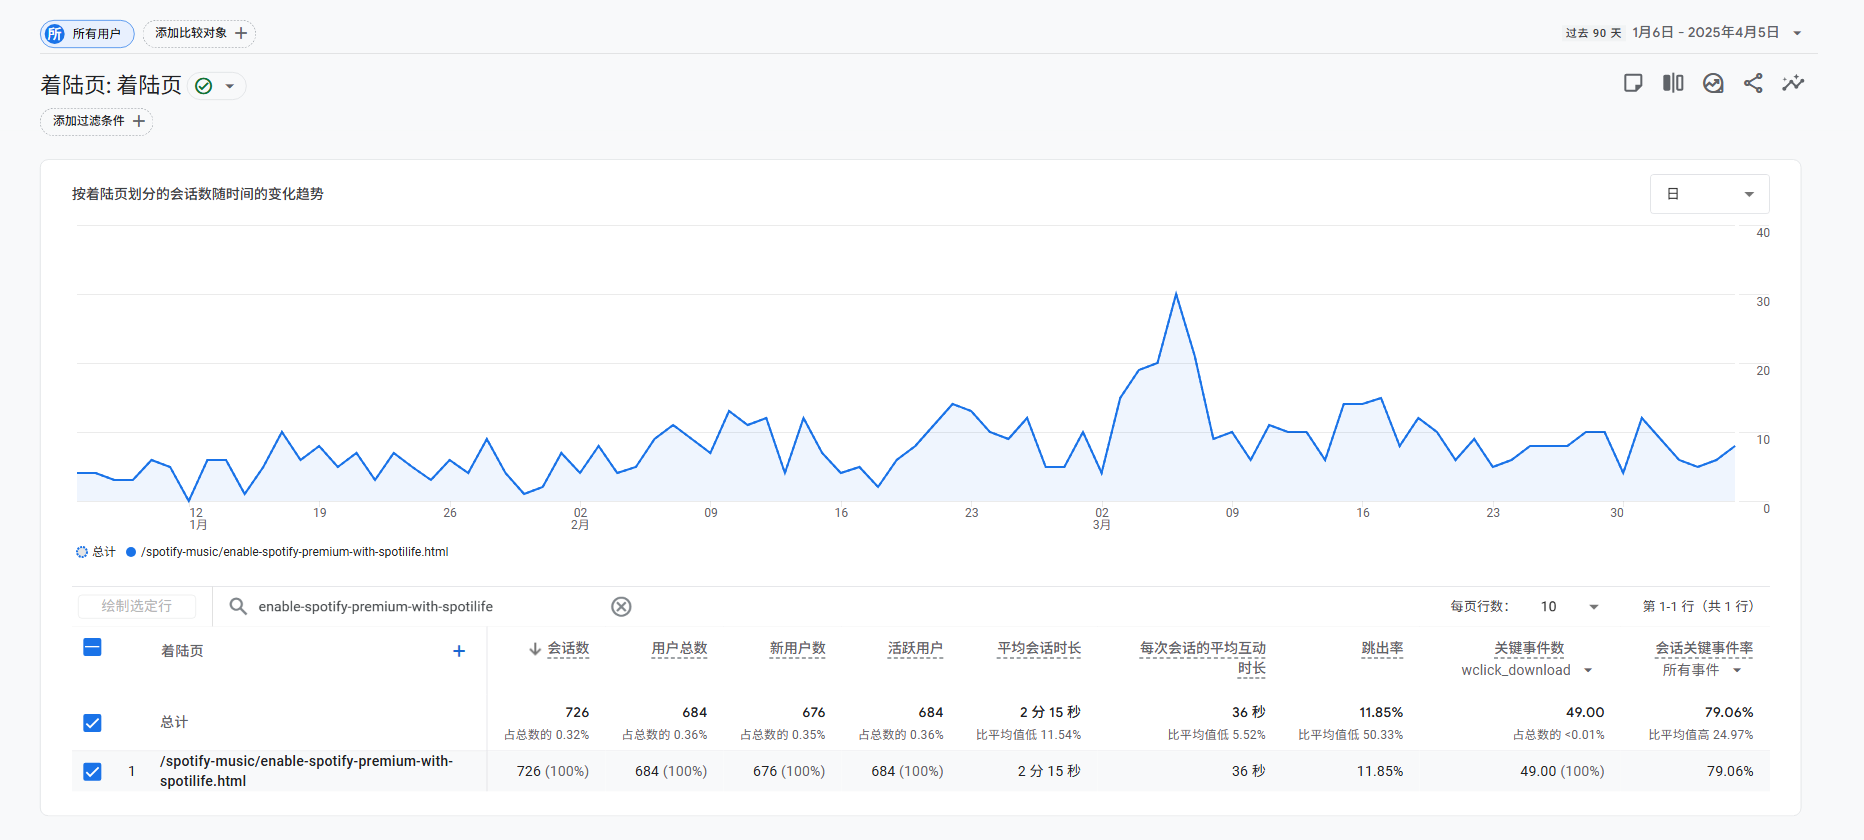 所 所有用户 添加比较对象 + 过去 90 天 1月6日 - 2025年4月5日
着陆页: 着陆页
添加过滤条件 +
按着陆页划分的会话数随时间的变化趋势
日
40
30
20
10
0
12 19 26 02 09 16 23 02 09 16 23 30
1月 2月 3月
总计 /spotify-music/enable-spotify-premium-with-spotilife.html
绘制选定行 enable-spotify-premium-with-spotilife 每页行数： 10 第 1-1 行（共 1 行）
着陆页 + ↓ 会话数 用户总数 新用户数 活跃用户 平均会话时长 每次会话的平均互动 跳出率 关键事件数 会话关键事件率
时长 wclick_download 所有事件
总计 726 684 676 684 2 分 15 秒 36 秒 11.85% 49.00 79.06%
占总数的 0.32% 占总数的 0.36% 占总数的 0.35% 占总数的 0.36% 比平均值低 11.54% 比平均值低 5.52% 比平均值低 50.33% 占总数的 <0.01% 比平均值高 24.97%
1 /spotify-music/enable-spotify-premium-with- 726 (100%) 684 (100%) 676 (100%) 684 (100%) 2 分 15 秒 36 秒 11.85% 49.00 (100%) 79.06%
spotilife.html